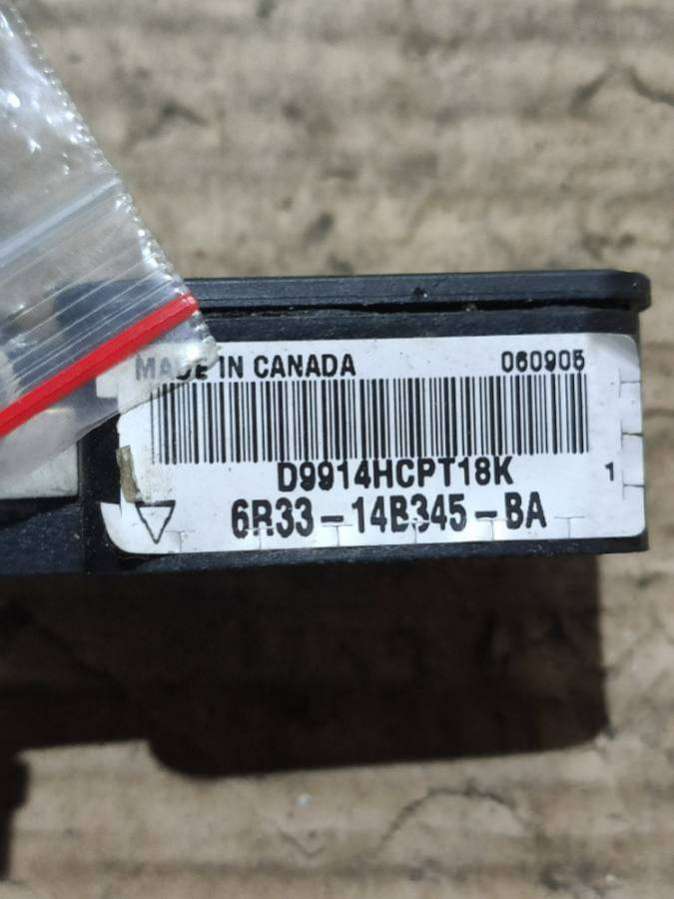 MADE IN CANADA 060905
D9914HCPT18K 1
6R33-14B345-BA